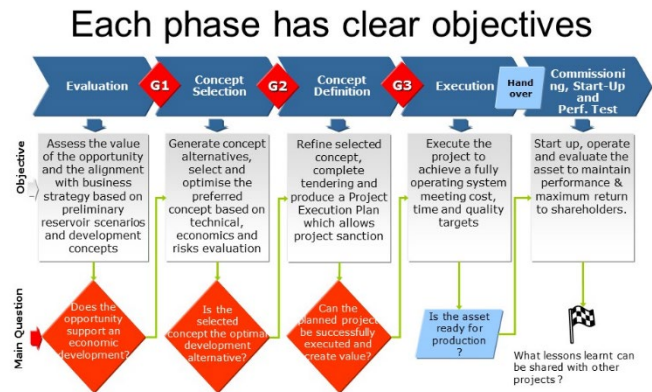 Each phase has clear objectives
Evaluation
G1
Concept
Selection
G2
Concept
Definition
G3
Execution
Hand
over
Commissioni
ng, Start-Up
and
Perf. Test
Objective
Assess the value
of the opportunity
and the alignment
with business
strategy based on
preliminary
reservoir scenarios
and development
concepts
Generate concept
alternatives,
select and
optimise the
preferred
concept based on
technical,
economics and
risks evaluation
Refine selected
concept,
complete
tendering and
produce a Project
Execution Plan
which allows
project sanction
Execute the
project to
achieve a fully
operating system
meeting cost,
time and quality
targets
Start up, operate
and evaluate the
asset to maintain
performance &
maximum return to
shareholders.
Main Question
Does the
opportunity
support an
economic
development?
Is the
selected
concept the optimal
development
alternative?
Can the
planned project
be successfully
executed and
create value?
Is the asset
ready for
production
?
What lessons learnt can
be shared with other
projects ?